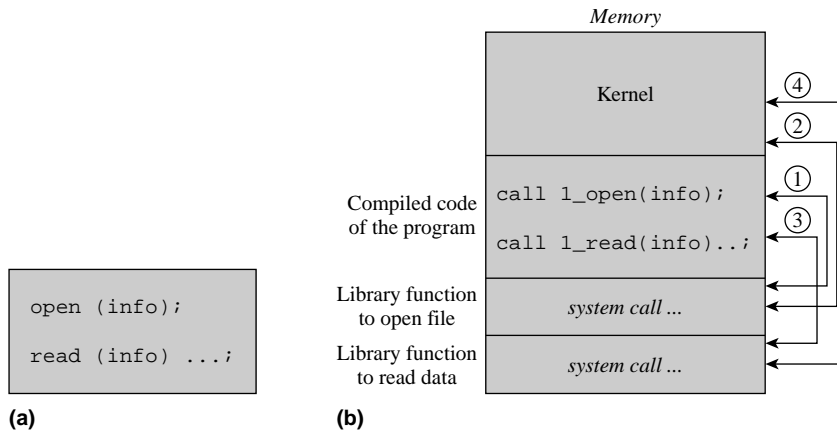 Memory
Kernel
4
2
Compiled code
of the program
call 1_open(info);
call 1_read(info)..;
1
3
open (info);
read (info) ...;
Library function
to open file
system call ...
Library function
to read data
system call ...
(a)
(b)